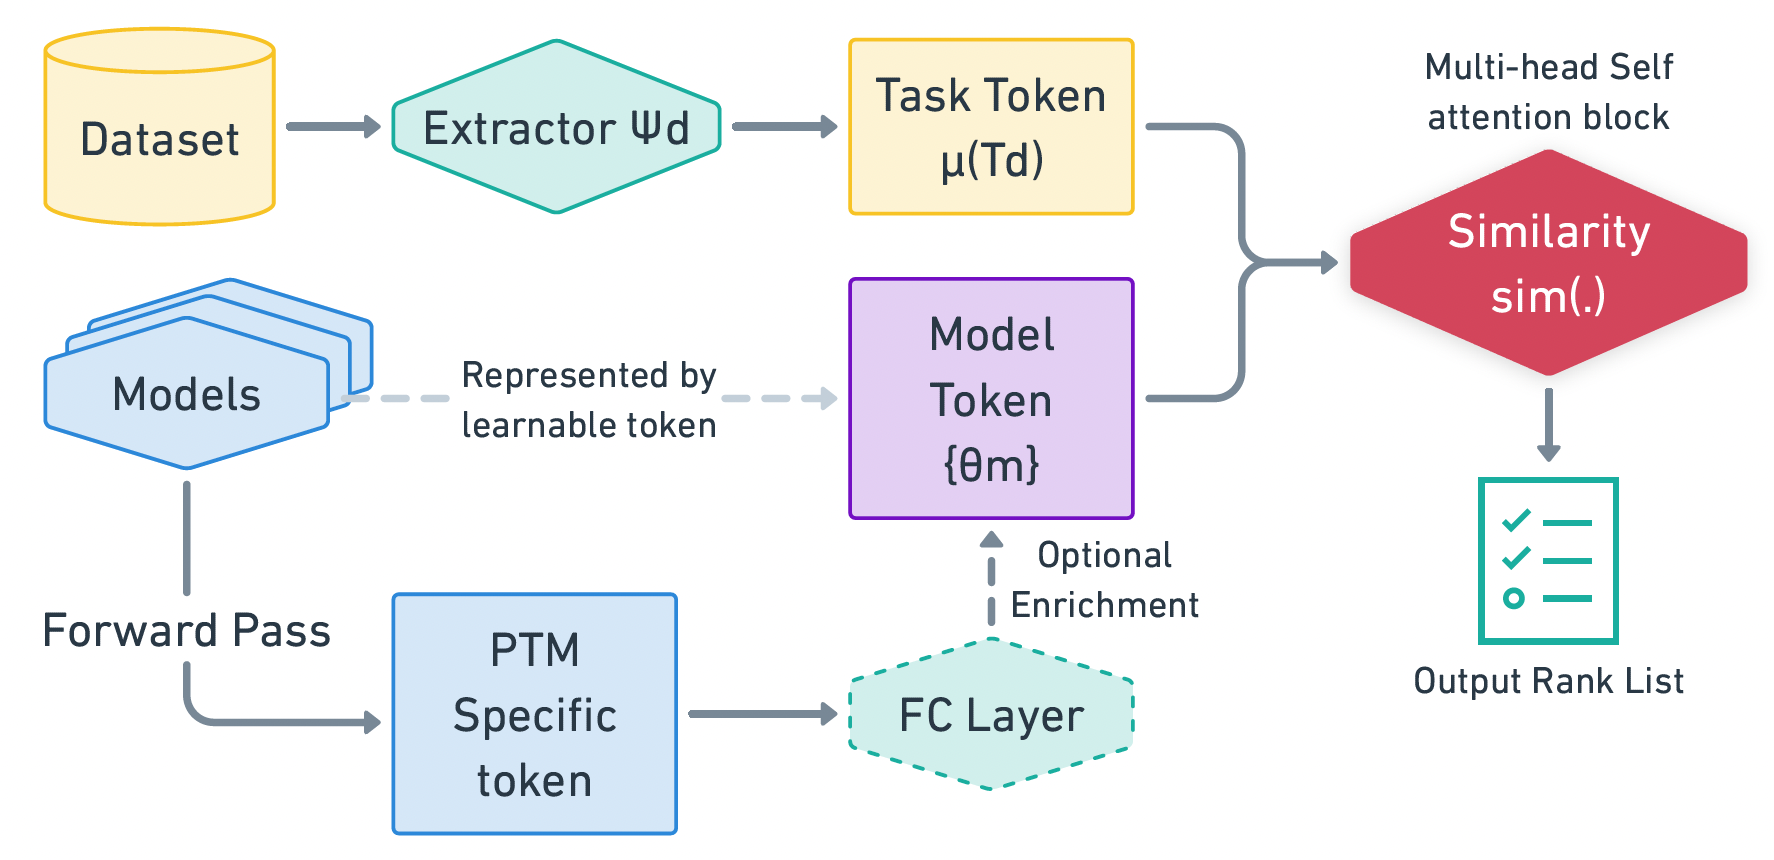 Dataset
Extractor Ψd
Task Token
μ(Td)
Multi-head Self
attention block
Similarity
sim(.)
Models
Represented by
learnable token
Model
Token
{θm}
Optional
Enrichment
Forward Pass
PTM
Specific
token
FC Layer
Output Rank List